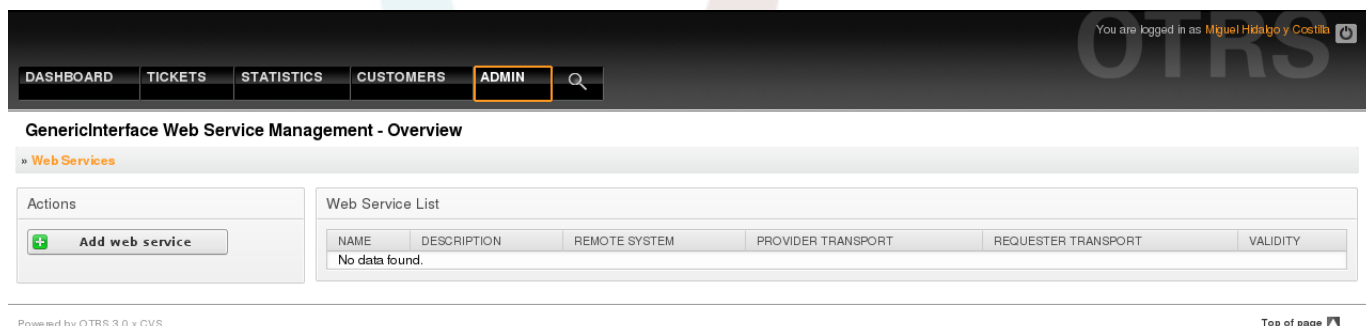 OTRS
You are logged in as Miguel Hidalgo y Costilla
DASHBOARD TICKETS STATISTICS CUSTOMERS ADMIN
GenericInterface Web Service Management - Overview
» Web Services
Actions
Add web service
Web Service List
NAME DESCRIPTION REMOTE SYSTEM PROVIDER TRANSPORT REQUESTER TRANSPORT VALIDITY
No data found.
Powered by OTRS 3.0.x CVS
Top of page